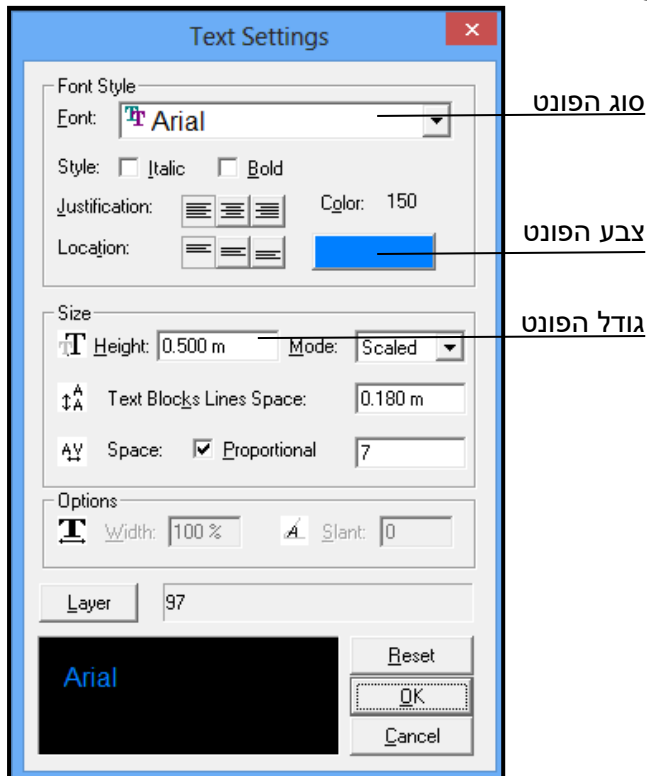 Text Settings
Font Style
Font: Arial
סוג הפונט
Style: Italic Bold
Justification: Color: 150
Location:
צבע הפונט
Size
Height: 0.500 m Mode: Scaled
גודל הפונט
Text Blocks Lines Space: 0.180 m
Space: Proportional 7
Options
Width: 100 % Slant: 0
Layer 97
Arial
Reset
OK
Cancel